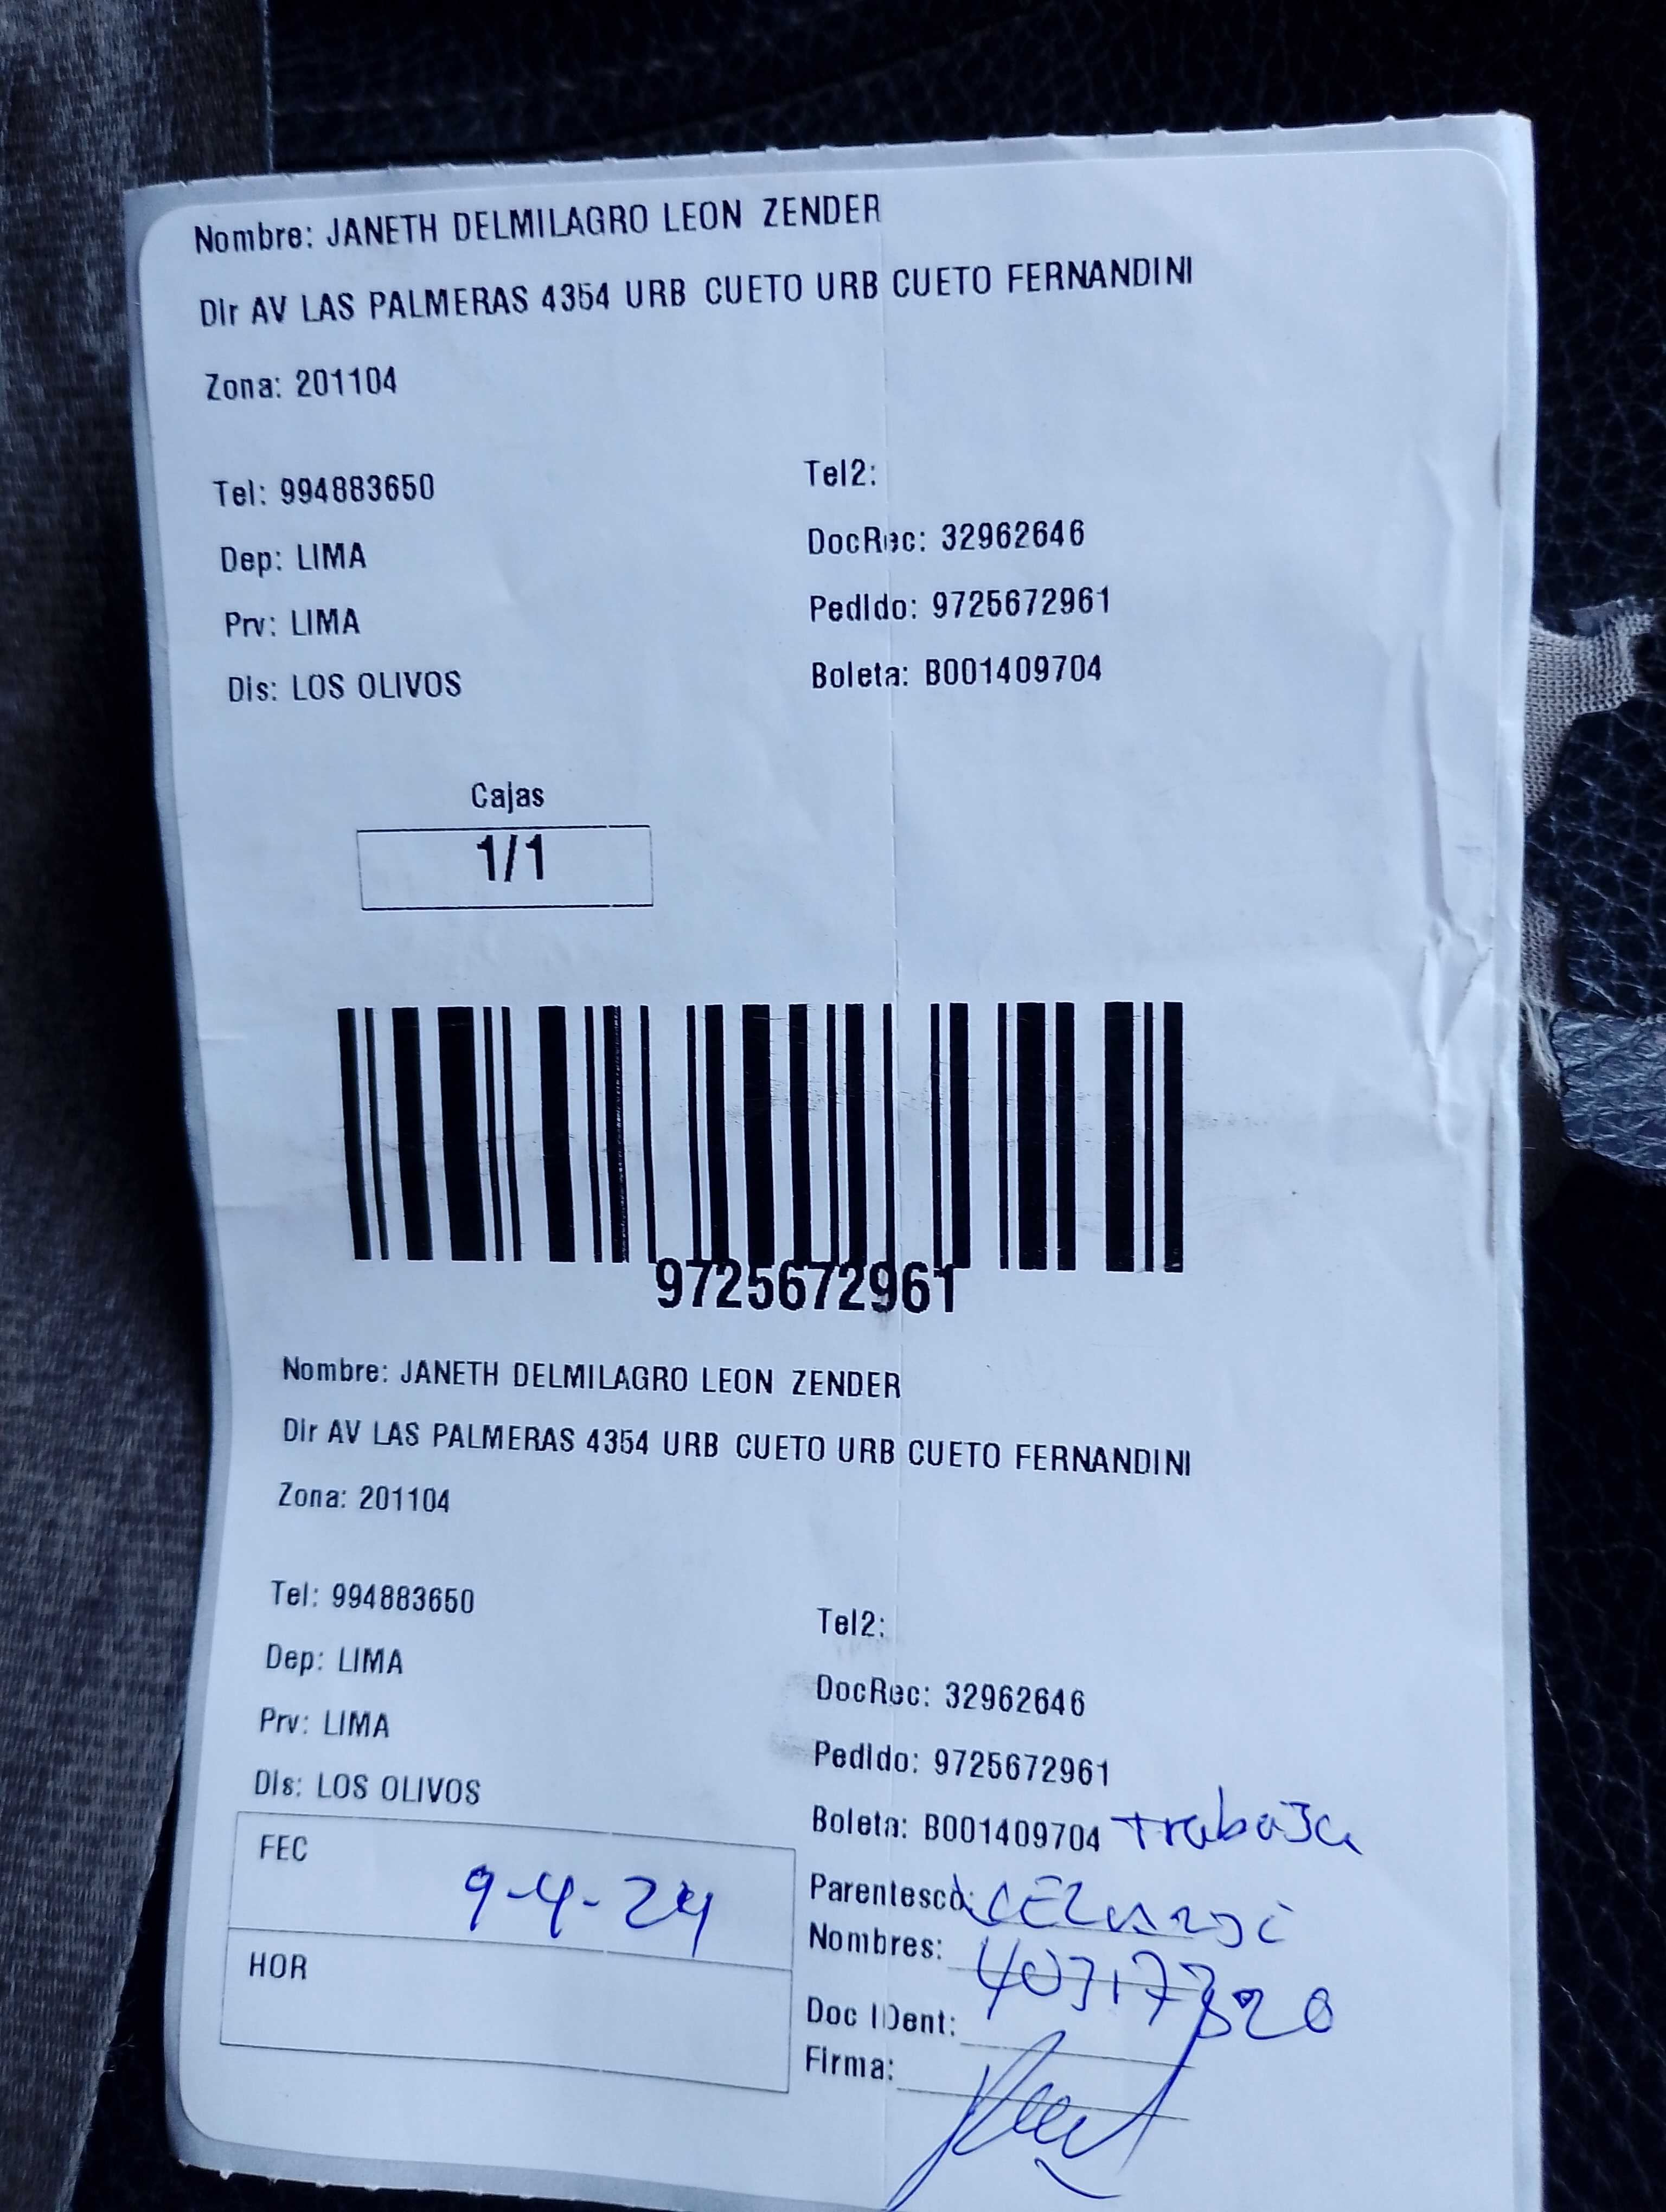 Nombre: JANETH DELMILAGRO LEON ZENDER
Dir AV LAS PALMERAS 4354 URB CUETO URB CUETO FERNANDINI
Zona: 201104
Tel: 994883650
Tel2:
Dep: LIMA
DocRec: 32962646
Prv: LIMA
Pedido: 9725672961
Dis: LOS OLIVOS
Boleta: B001409704
Cajas
1/1
9725672961
Nombre: JANETH DELMILAGRO LEON ZENDER
Dir AV LAS PALMERAS 4354 URB CUETO URB CUETO FERNANDINI
Zona: 201104
Tel: 994883650
Tel2:
Dep: LIMA
DocRec: 32962646
Prv: LIMA
Pedido: 9725672961
Dis: LOS OLIVOS
Boleta: B001409704 trabaja
FEC 9-4-24
Parentesco:
Nombres:
HOR
Doc IDent:
Firma: